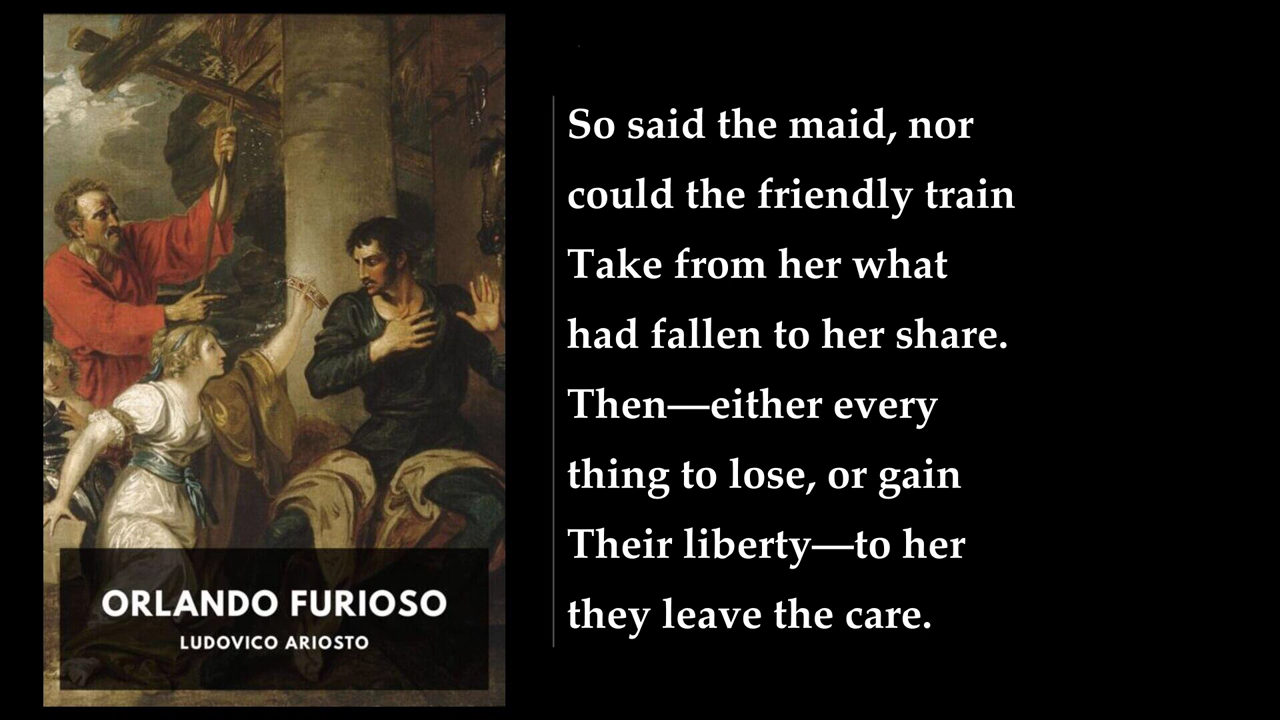 ORLANDO FURIOSO
LUDOVICO ARIOSTO
So said the maid, nor
could the friendly train
Take from her what
had fallen to her share.
Then—either every
thing to lose, or gain
Their liberty—to her
they leave the care.